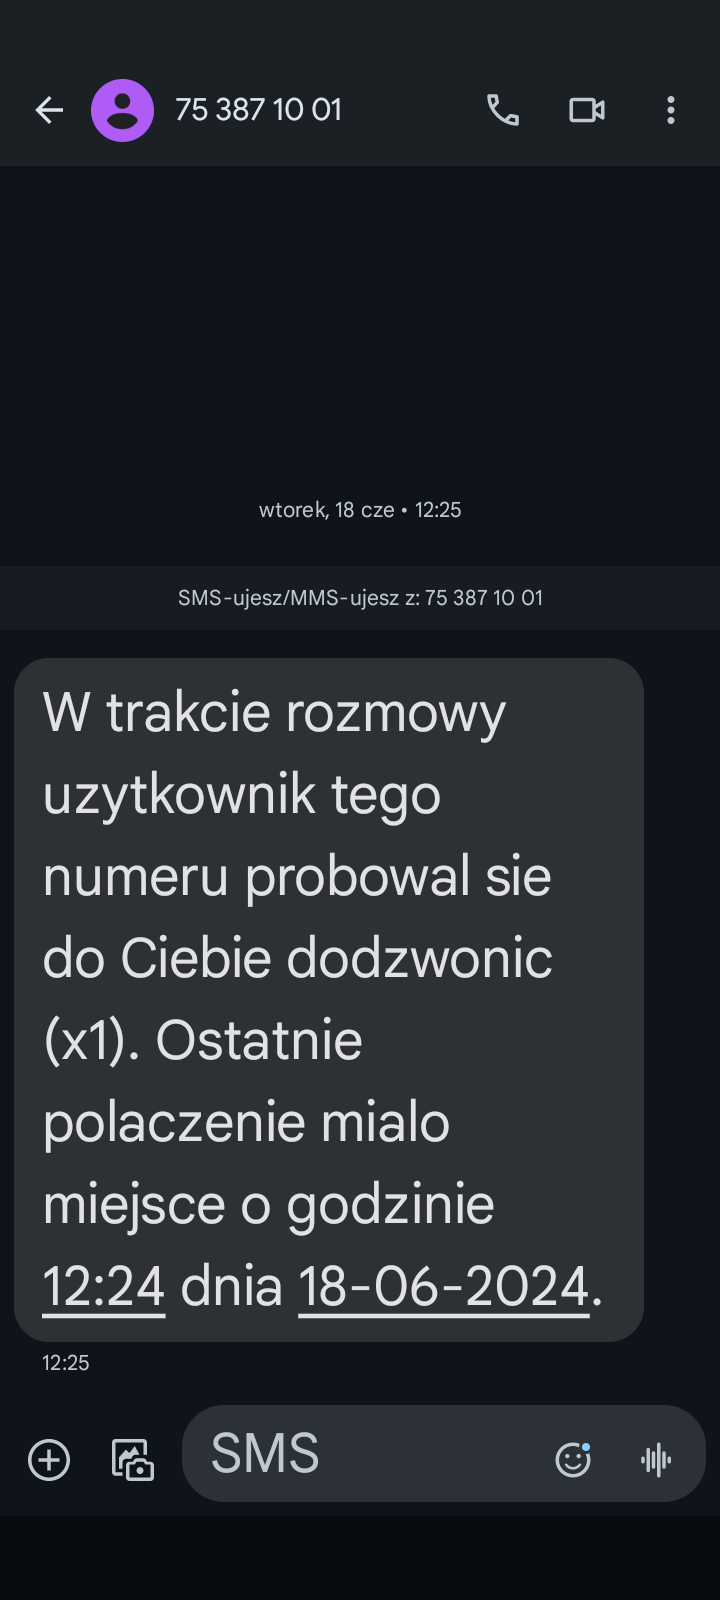 75 387 10 01
wtorek, 18 cze • 12:25
SMS-ujesz/MMS-ujesz z: 75 387 10 01
W trakcie rozmowy
uzytkownik tego
numeru probowal sie
do Ciebie dodzwonic
(x1). Ostatnie
polaczenie mialo
miejsce o godzinie
12:24 dnia 18-06-2024.
12:25
SMS